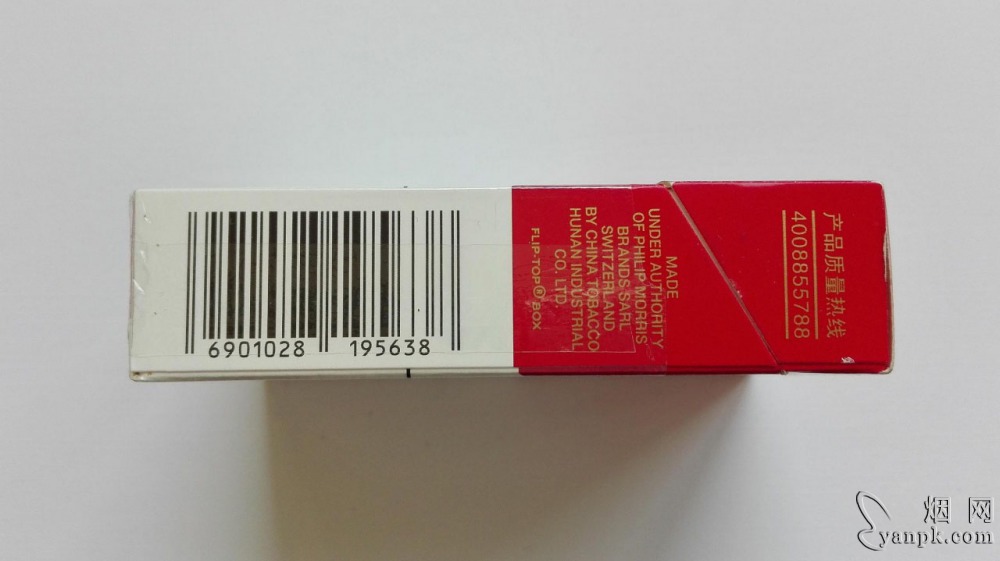 产品质量热线
4008855788
MADE
UNDER AUTHORITY
OF PHILIP MORRIS
BRANDS SARL
SWITZERLAND
BY CHINA TOBACCO
HUNAN INDUSTRIAL
CO. LTD.
FLIP-TOP® BOX
6901028 195638
烟网
yanpk.com